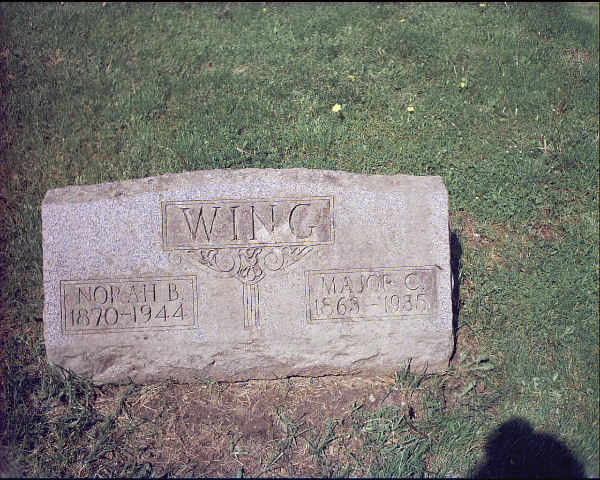 WING
NORAH B.
1870-1944
MAJOR C.
1863-1935